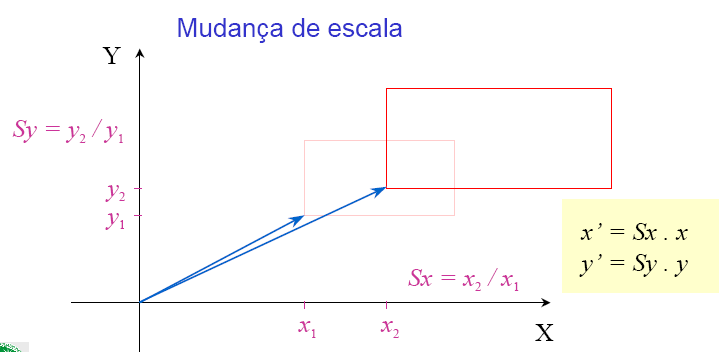 Mudança de escala
Y
Sy = y₂ / y₁
y₂
y₁
x’ = Sx . x
y’ = Sy . y
Sx = x₂ / x₁
x₁
x₂
X